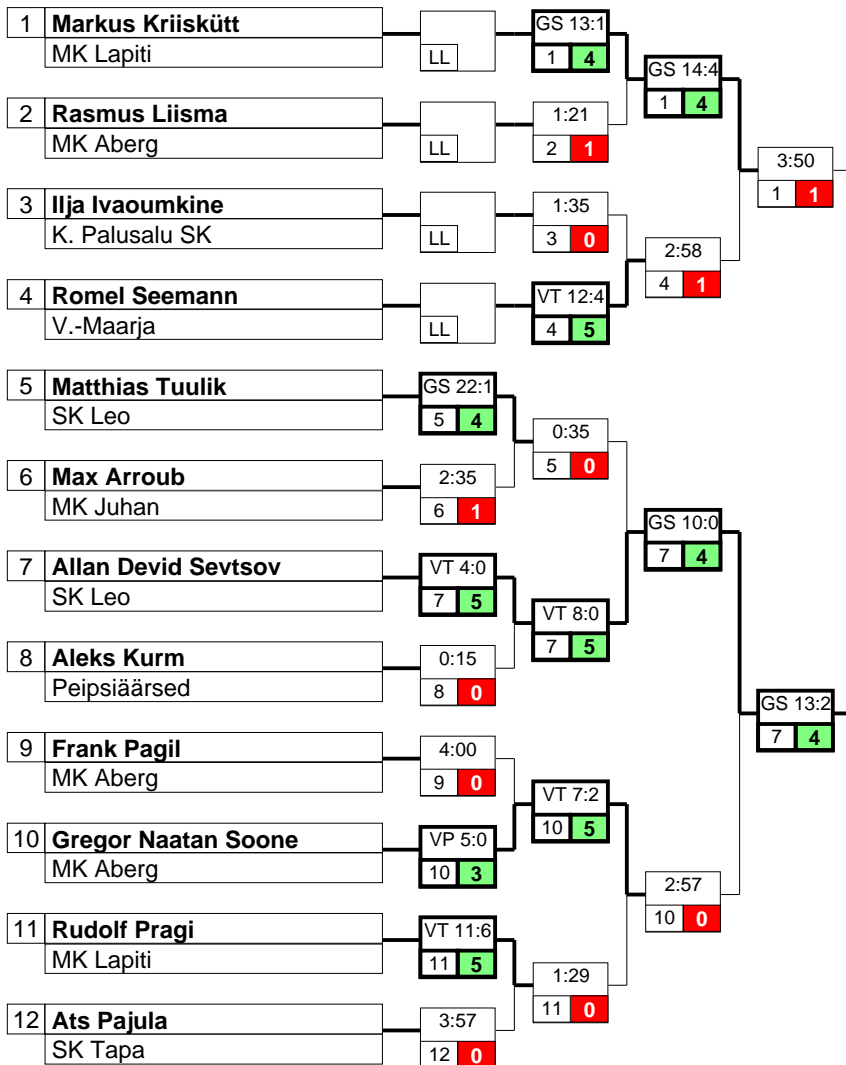 1 Markus Kriiskütt
MK Lapiti
LL
GS 13:1
1 4
GS 14:4
1 4
2 Rasmus Liisma
MK Aberg
LL
1:21
2 1
3:50
1 1
3 Ilja Ivaoumkine
K. Palusalu SK
LL
1:35
3 0
2:58
4 1
4 Romel Seemann
V.-Maarja
LL
VT 12:4
4 5
5 Matthias Tuulik
SK Leo
GS 22:1
5 4
0:35
5 0
6 Max Arroub
MK Juhan
2:35
6 1
GS 10:0
7 4
7 Allan Devid Sevtsov
SK Leo
VT 4:0
7 5
VT 8:0
7 5
8 Aleks Kurm
Peipsiäärsed
0:15
8 0
GS 13:2
7 4
9 Frank Pagil
MK Aberg
4:00
9 0
VT 7:2
10 5
10 Gregor Naatan Soone
MK Aberg
VP 5:0
10 3
2:57
10 0
11 Rudolf Pragi
MK Lapiti
VT 11:6
11 5
1:29
11 0
12 Ats Pajula
SK Tapa
3:57
12 0